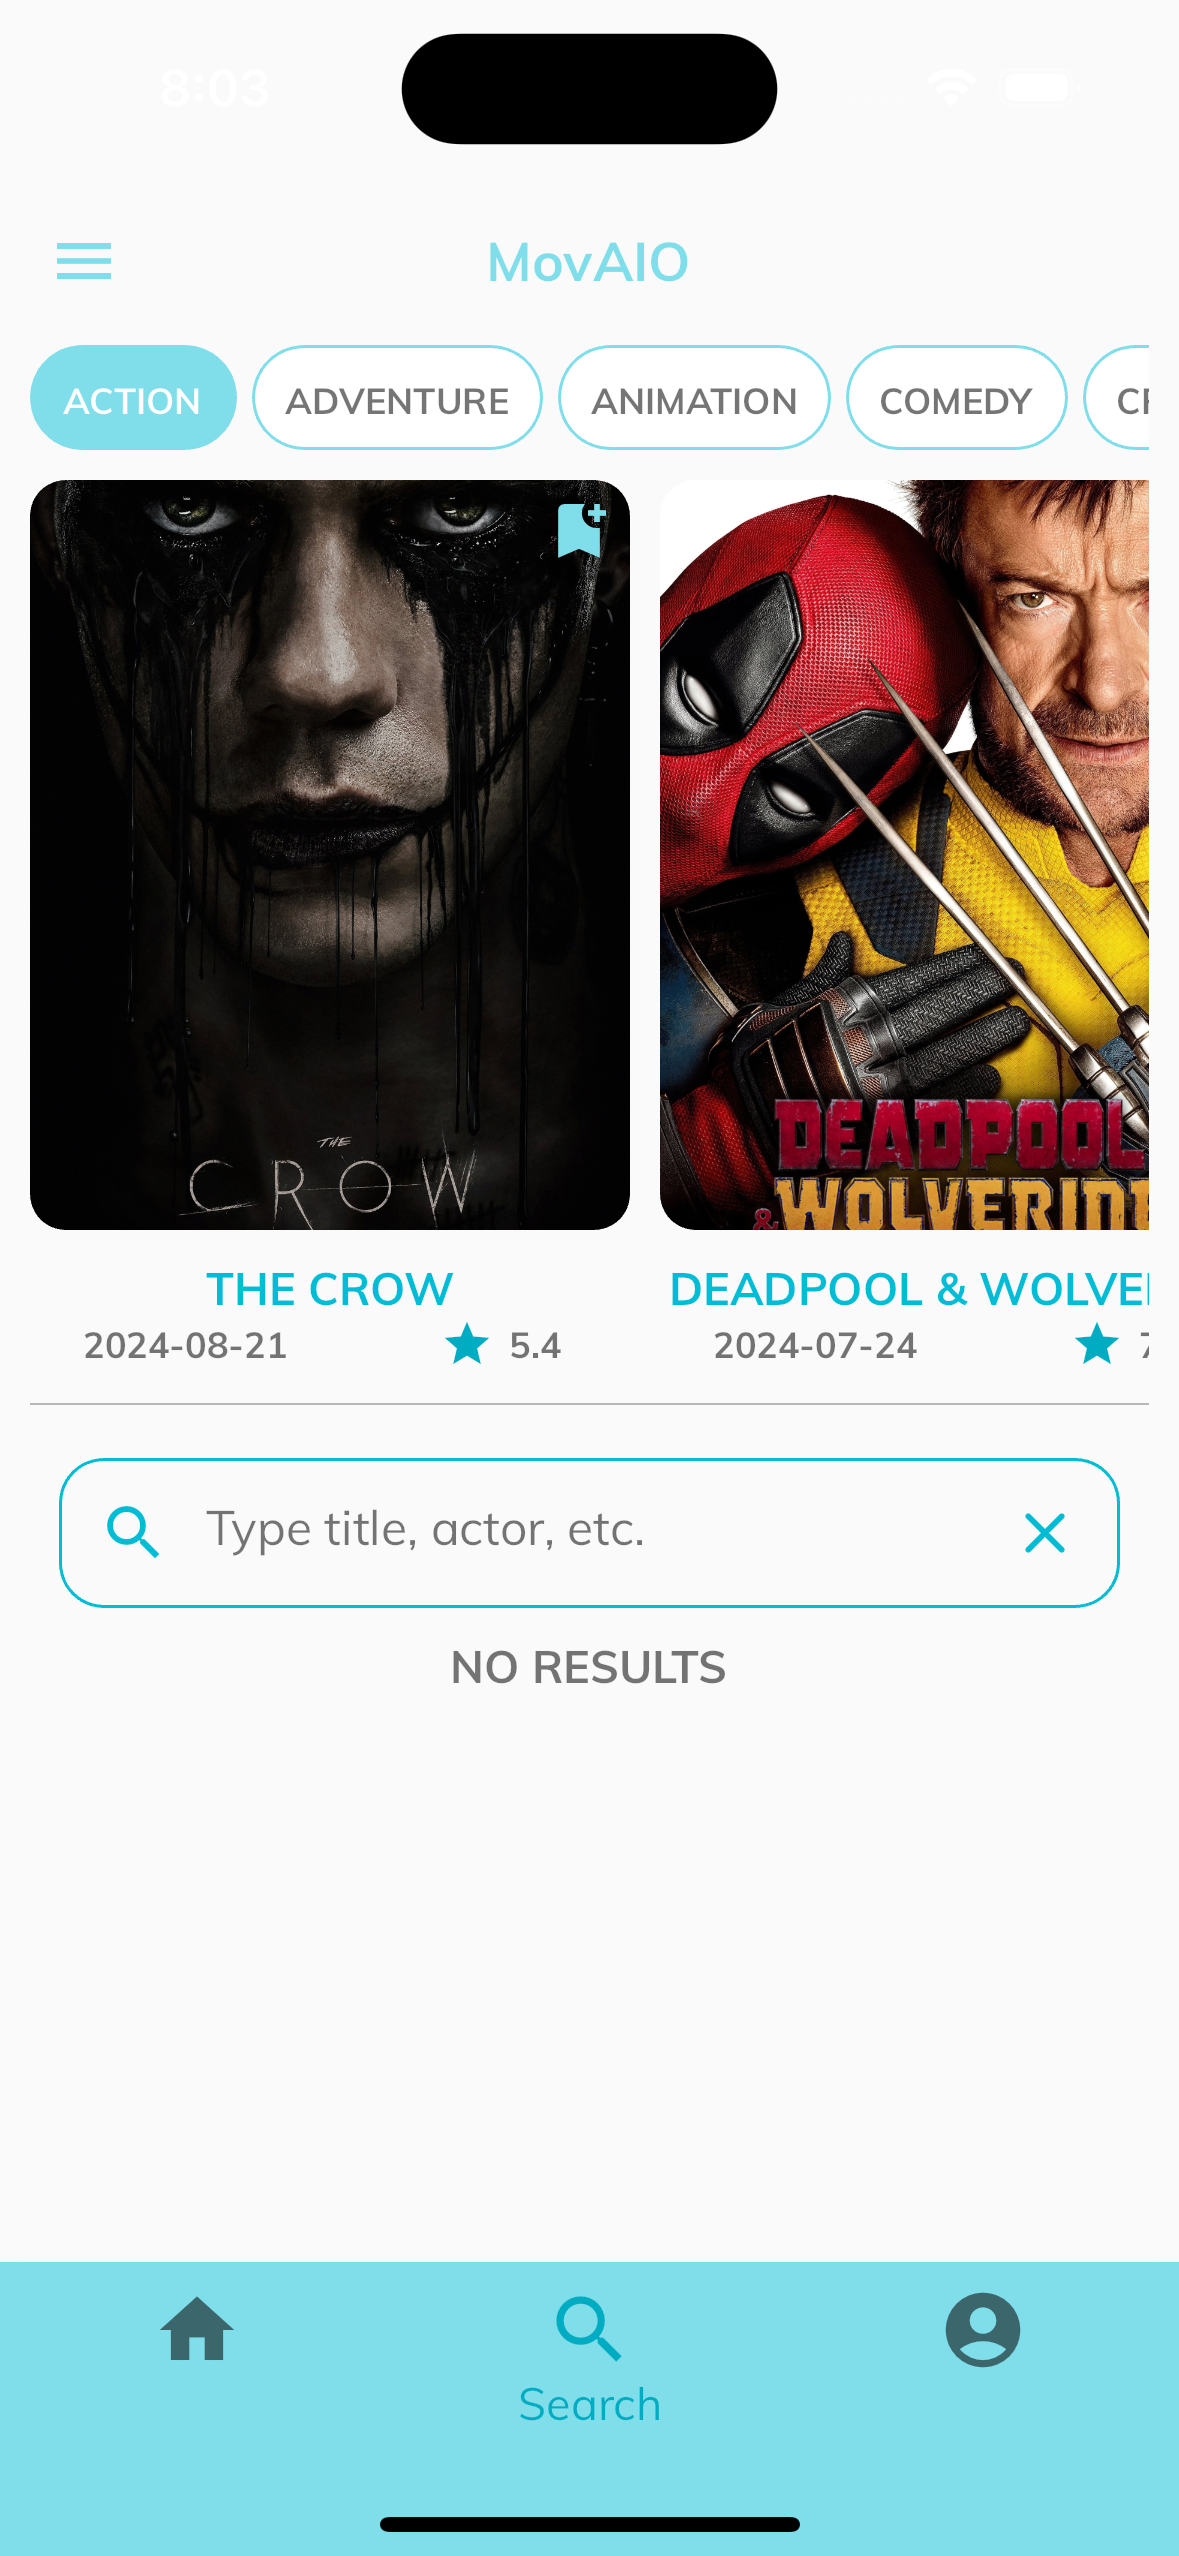 8:03
MovAIO
ACTION ADVENTURE ANIMATION COMEDY
THE
CROW
DEADPOOL
& WOLVERINE
THE CROW
2024-08-21 5.4
DEADPOOL & WOLVE
2024-07-24 7
Type title, actor, etc.
NO RESULTS
Search